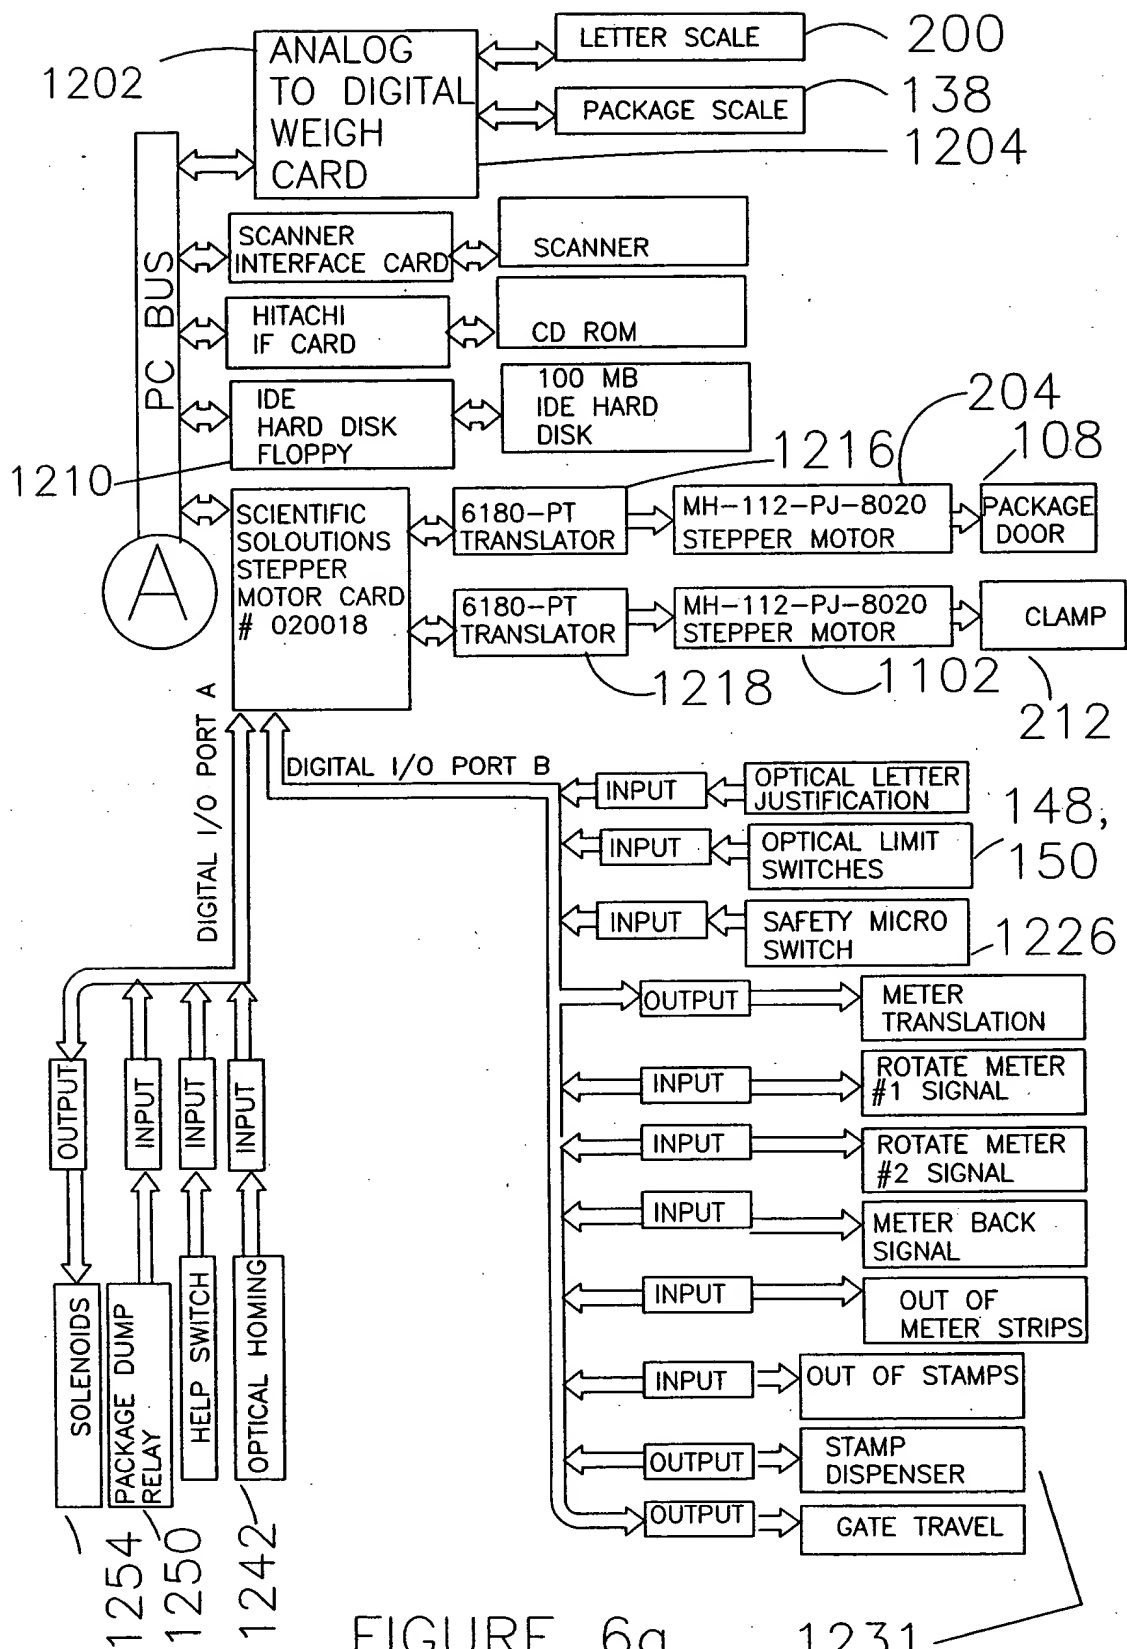 1202
ANALOG
TO DIGITAL
WEIGH
CARD
LETTER SCALE
200
PACKAGE SCALE
138
1204
PC BUS
SCANNER
INTERFACE CARD
SCANNER
HITACHI
IF CARD
CD ROM
IDE
HARD DISK
FLOPPY
100 MB
IDE HARD
DISK
1210
204
108
1216
SCIENTIFIC
SOLOUTIONS
STEPPER
MOTOR CARD
# 020018
6180-PT
TRANSLATOR
MH-112-PJ-8020
STEPPER MOTOR
PACKAGE
DOOR
A
6180-PT
TRANSLATOR
MH-112-PJ-8020
STEPPER MOTOR
CLAMP
1218
1102
212
DIGITAL I/O PORT A
DIGITAL I/O PORT B
INPUT
OPTICAL LETTER
JUSTIFICATION
INPUT
OPTICAL LIMIT
SWITCHES
148,
150
INPUT
SAFETY MICRO
SWITCH
1226
OUTPUT
METER
TRANSLATION
INPUT
ROTATE METER
#1 SIGNAL
INPUT
ROTATE METER
#2 SIGNAL
INPUT
METER BACK
SIGNAL
INPUT
OUT OF
METER STRIPS
INPUT
OUT OF STAMPS
OUTPUT
STAMP
DISPENSER
OUTPUT
GATE TRAVEL
OUTPUT
INPUT
INPUT
INPUT
SOLENOIDS
PACKAGE DUMP
RELAY
HELP SWITCH
OPTICAL HOMING
1254
1250
1242
FIGURE 6a
1231